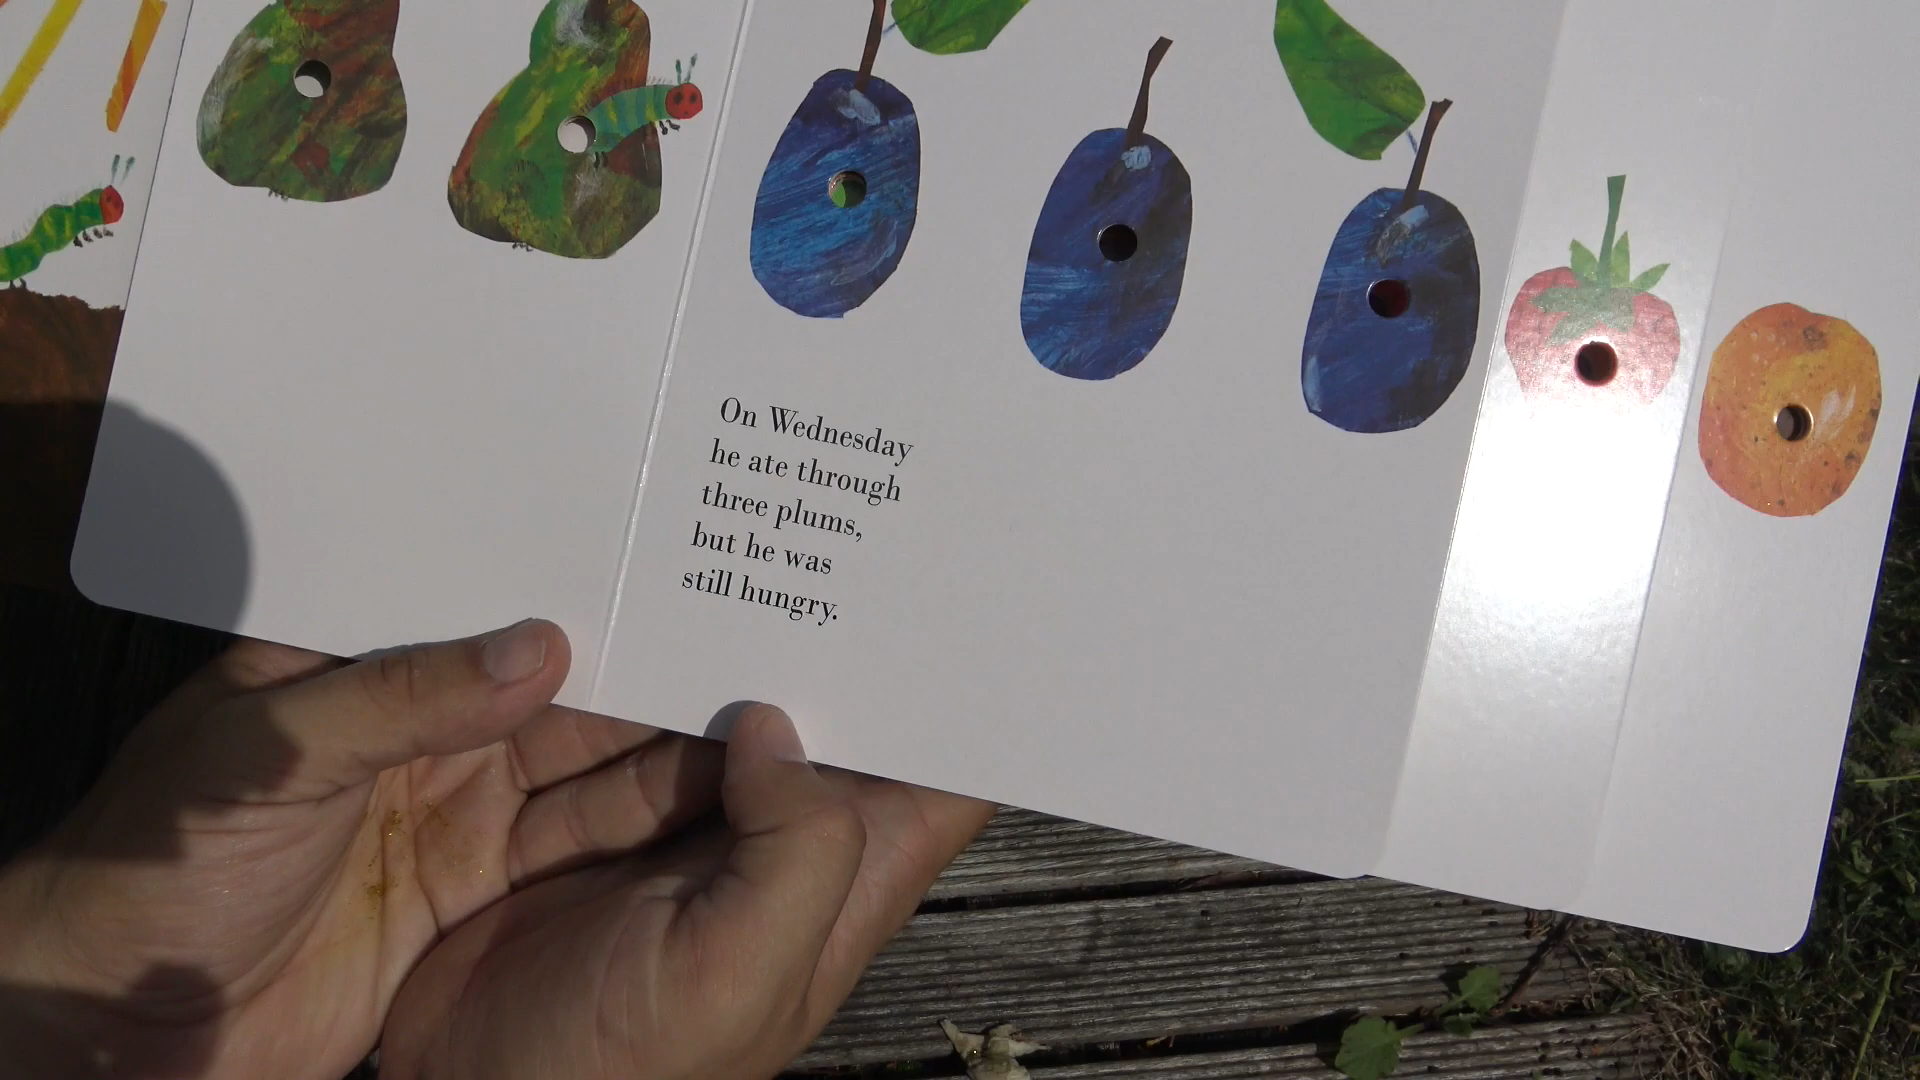 On Wednesday
he ate through
three plums,
but he was
still hungry.